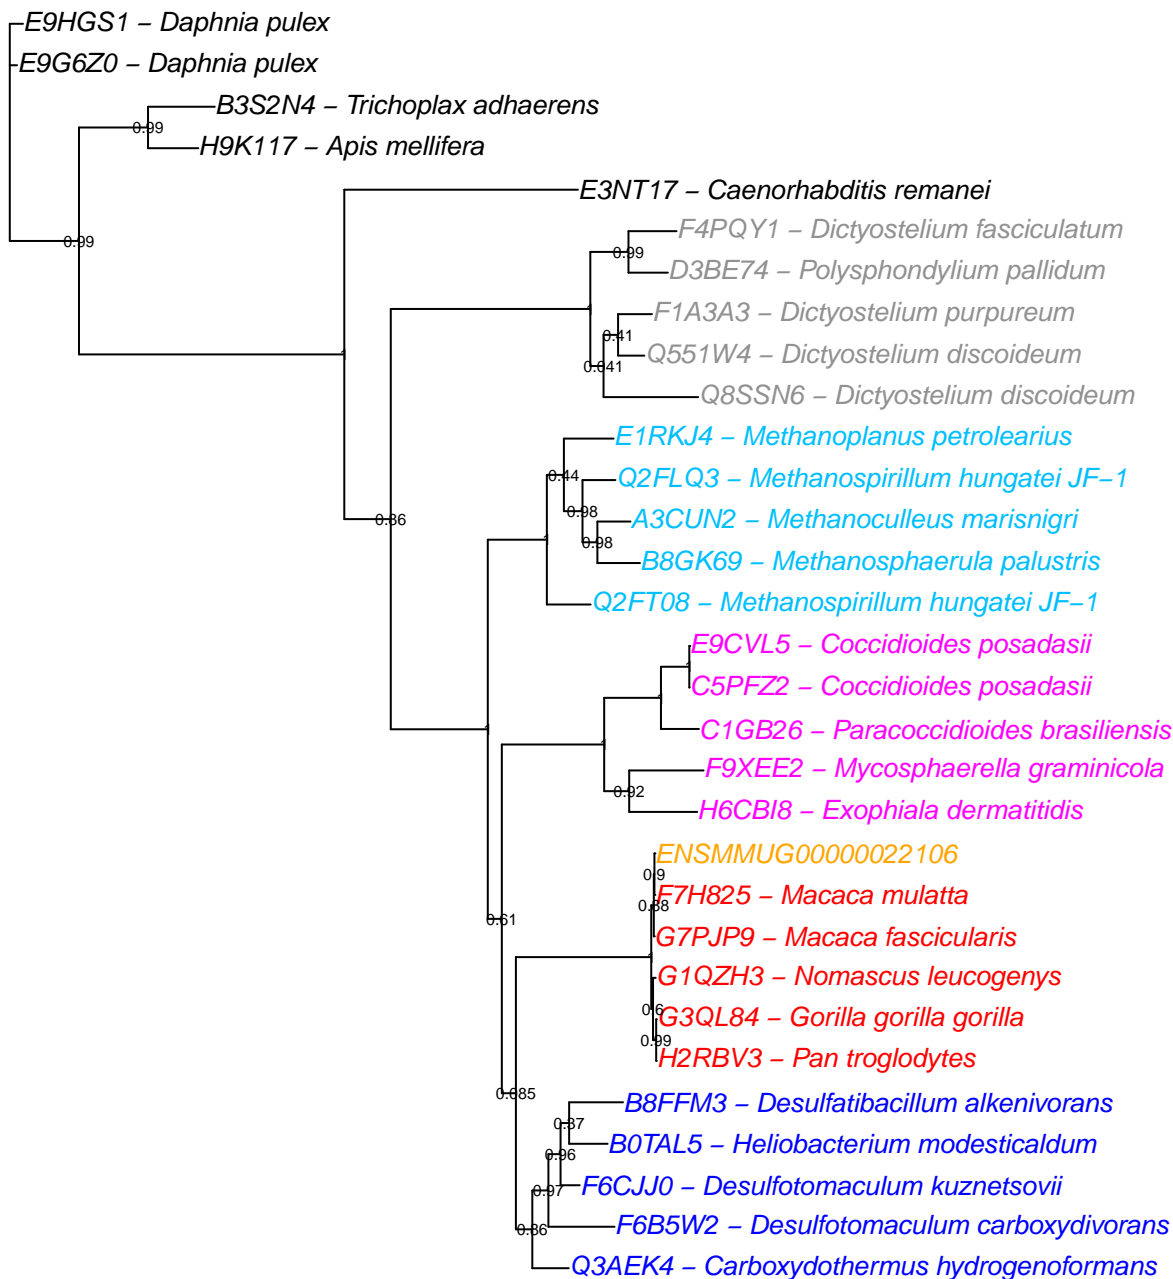 E9HGS1 – Daphnia pulex
E9G6Z0 – Daphnia pulex
B3S2N4 – Trichoplax adhaerens
0.99
H9K117 – Apis mellifera
E3NT17 – Caenorhabditis remanei
F4PQY1 – Dictyostelium fasciculatum
0.99
0.99
D3BE74 – Polysphondylium pallidum
F1A3A3 – Dictyostelium purpureum
0.41
Q551W4 – Dictyostelium discoideum
0.041
Q8SSN6 – Dictyostelium discoideum
E1RKJ4 – Methanoplanus petrolearius
0.44
Q2FLQ3 – Methanospirillum hungatei JF–1
0.98
0.86
A3CUN2 – Methanoculleus marisnigri
0.98
B8GK69 – Methanosphaerula palustris
Q2FT08 – Methanospirillum hungatei JF–1
E9CVL5 – Coccidioides posadasii
C5PFZ2 – Coccidioides posadasii
C1GB26 – Paracoccidioides brasiliensis
F9XEE2 – Mycosphaerella graminicola
0.92
H6CBI8 – Exophiala dermatitidis
ENSMMUG00000022106
0.9
F7H825 – Macaca mulatta
0.88
0.61
G7PJP9 – Macaca fascicularis
G1QZH3 – Nomascus leucogenys
0.6
G3QL84 – Gorilla gorilla gorilla
0.99
H2RBV3 – Pan troglodytes
0.085
B8FFM3 – Desulfatibacillum alkenivorans
0.87
B0TAL5 – Heliobacterium modesticaldum
0.96
F6CJJ0 – Desulfotomaculum kuznetsovii
0.97
F6B5W2 – Desulfotomaculum carboxydivorans
0.86
Q3AEK4 – Carboxydothermus hydrogenoformans